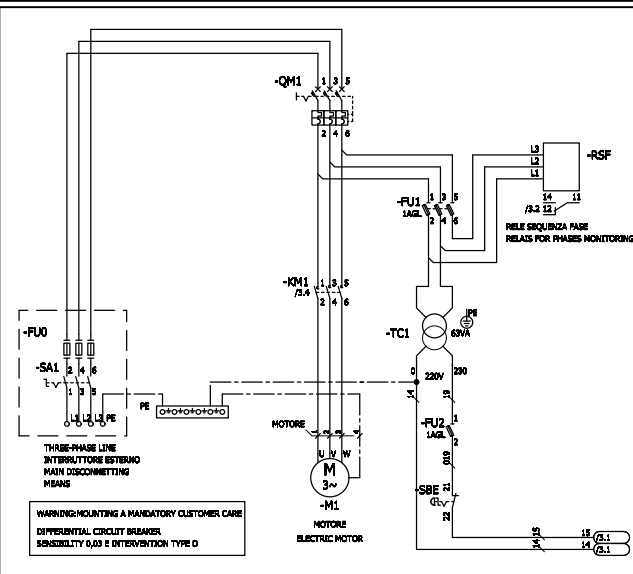 -QM1
1 3 5
2 4 6
L3
L2
L1
-RSF
14 11
/3.2 12
RELE SEQUENZA FASE
RELAIS FOR PHASES MONITORING
-FU1
1AGL
1 3 5
2 4 6
-KM1
/3.4
1 3 5
2 4 6
PE
-TC1
63VA
0 220V 230
14 19
-FU0
-SA1
2 4 6
1 3 5
L1 L2 L3 PE
PE
THREE-PHASE LINE
INTERRUTTORE ESTERNO
MAIN DISCONNETTING
MEANS
MOTORE
1 2 3 4
U V W
M
3~
-M1
MOTORE
ELECTRIC MOTOR
-FU2
1AGL
1
2
019
-SBE
21
22
15 15 /3.1
14 14 /3.1
WARNING:MOUNTING A MANDATORY CUSTOMER CARE
DIFFERENTIAL CIRCUIT BREAKER
SENSIBILITY 0,03 E INTERVENTION TYPE D